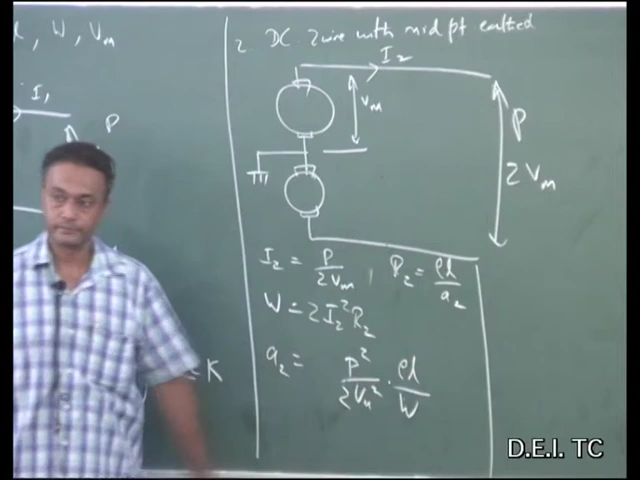 l, W, Vm
I₁
P
= K
2. DC. 2 wire with mid pt earthed
I₂
Vm
P
2Vm
I₂ = P/2Vm , R₂ = ρl/a₂
W = 2I₂²R₂
a₂ = P²/2Vm² · ρl/W
D.E.I. TC